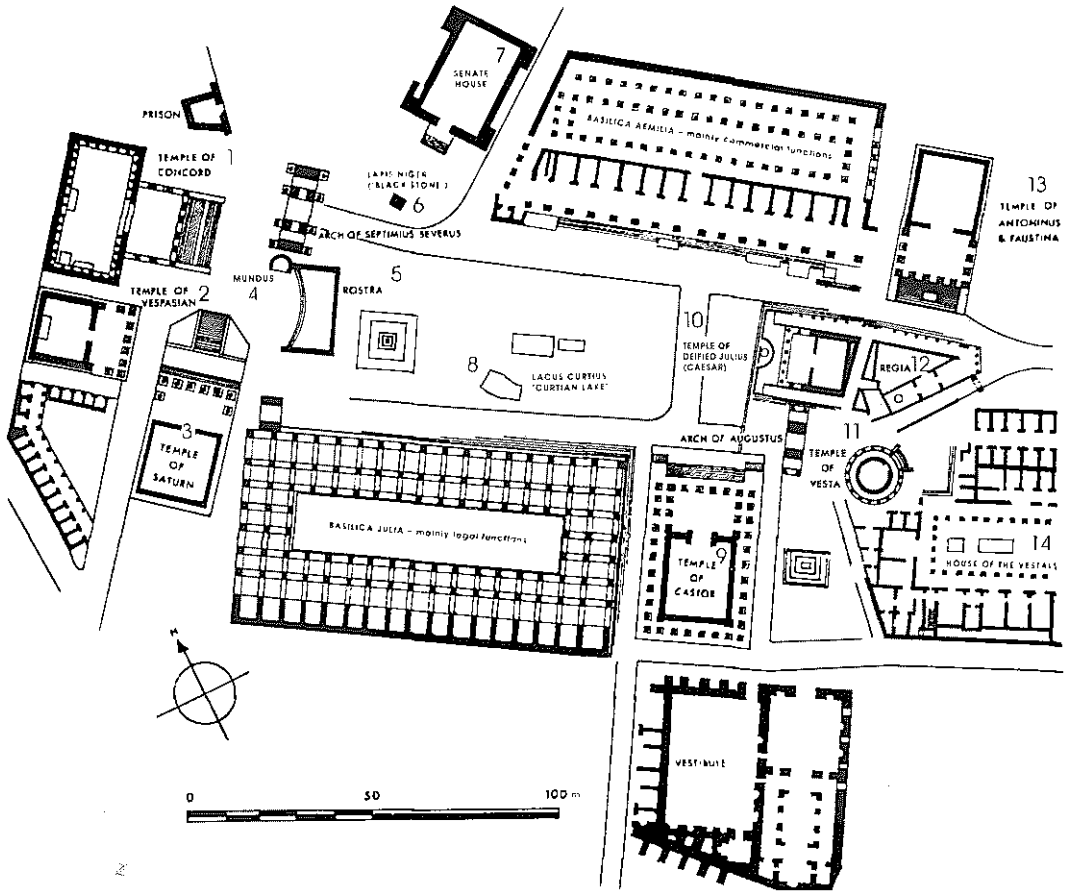 7
SENATE
HOUSE
PRISON
1
TEMPLE OF
CONCORD
BASILICA AEMILIA – mainly commercial functions
LAPIS NIGER
('BLACK STONE')
6
ARCH OF SEPTIMIUS SEVERUS
13
TEMPLE OF
ANTONINUS
& FAUSTINA
MUNDUS
4
5
ROSTRA
TEMPLE OF
VESPASIAN
2
10
TEMPLE OF
DEIFIED JULIUS
(CAESAR)
REGIA
12
8
LACUS CURTIUS
"CURTIAN LAKE"
3
TEMPLE
OF
SATURN
ARCH OF AUGUSTUS
11
TEMPLE
OF
VESTA
BASILICA JULIA – mainly legal functions
9
TEMPLE
OF
CASTOR
14
HOUSE OF THE VESTALS
N
VESTIBULE
0
50
100 m